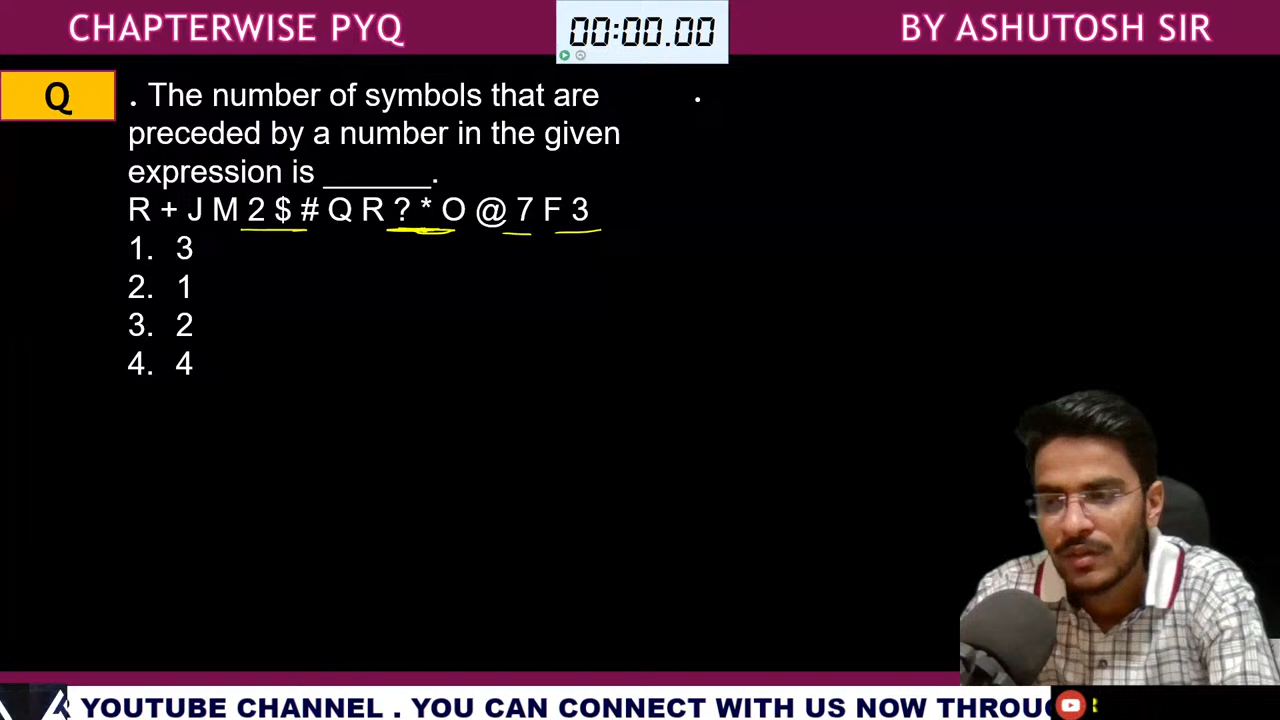 CHAPTERWISE PYQ
00:00.00
BY ASHUTOSH SIR
Q
. The number of symbols that are
preceded by a number in the given
expression is ______.
R + J M 2 $ # Q R ? * O @ 7 F 3
1. 3
2. 1
3. 2
4. 4
YOUTUBE CHANNEL . YOU CAN CONNECT WITH US NOW THROUG